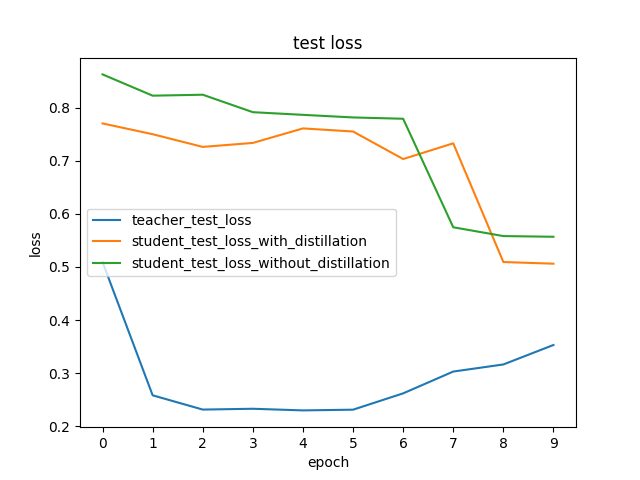 test loss
loss
0.8
0.7
0.6
0.5
0.4
0.3
0.2
teacher_test_loss
student_test_loss_with_distillation
student_test_loss_without_distillation
0 1 2 3 4 5 6 7 8 9
epoch